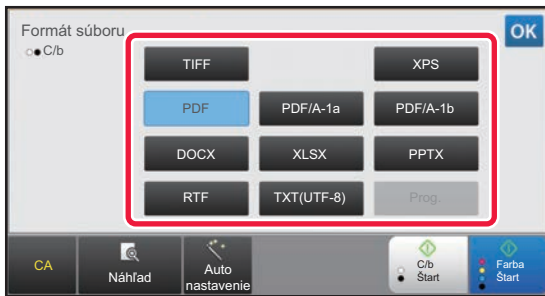 Formát súboru
C/b
OK
TIFF
XPS
PDF
PDF/A-1a
PDF/A-1b
DOCX
XLSX
PPTX
RTF
TXT(UTF-8)
Prog.
CA
Náhľad
Auto
nastavenie
C/b
Štart
Farba
Štart